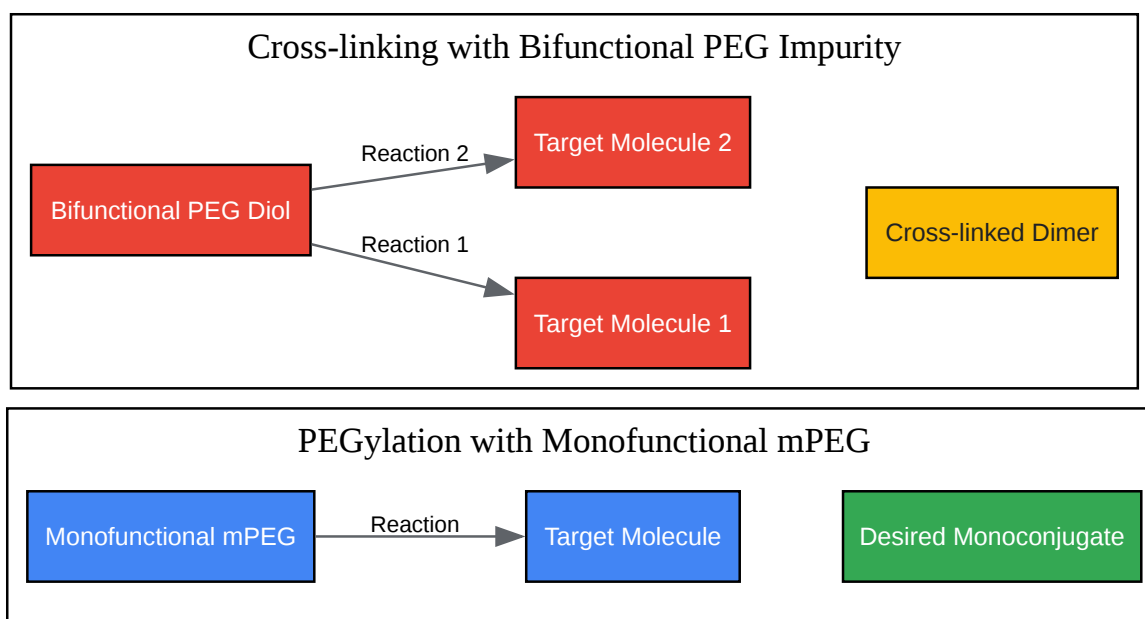 Cross-linking with Bifunctional PEG Impurity
Target Molecule 2
Reaction 2
Bifunctional PEG Diol
Cross-linked Dimer
Reaction 1
Target Molecule 1
PEGylation with Monofunctional mPEG
Monofunctional mPEG
Reaction
Target Molecule
Desired Monoconjugate